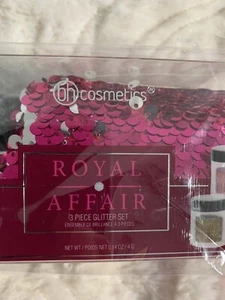 bh cosmetics®
ROYAL
AFFAIR
3 PIECE GLITTER SET
ENSEMBLE DE BRILLANCE À 3 PIÈCES
NET WT / POIDS NET 0.14 OZ / 4 G